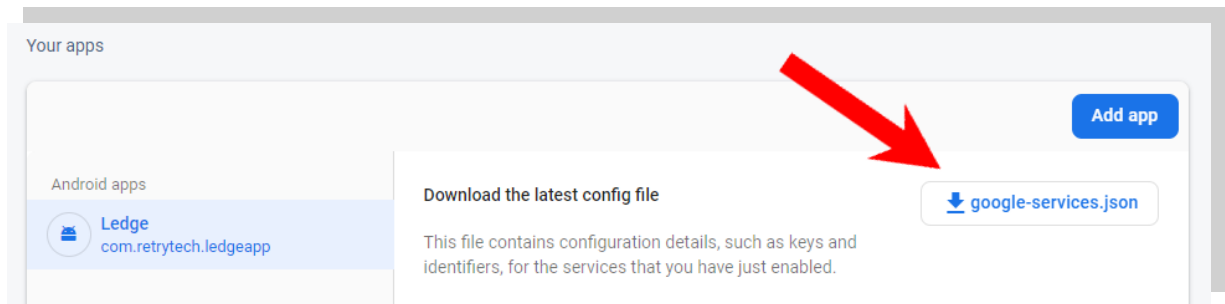 Your apps
Add app
Android apps
Ledge
com.retrytech.ledgeapp
Download the latest config file
google-services.json
This file contains configuration details, such as keys and
identifiers, for the services that you have just enabled.